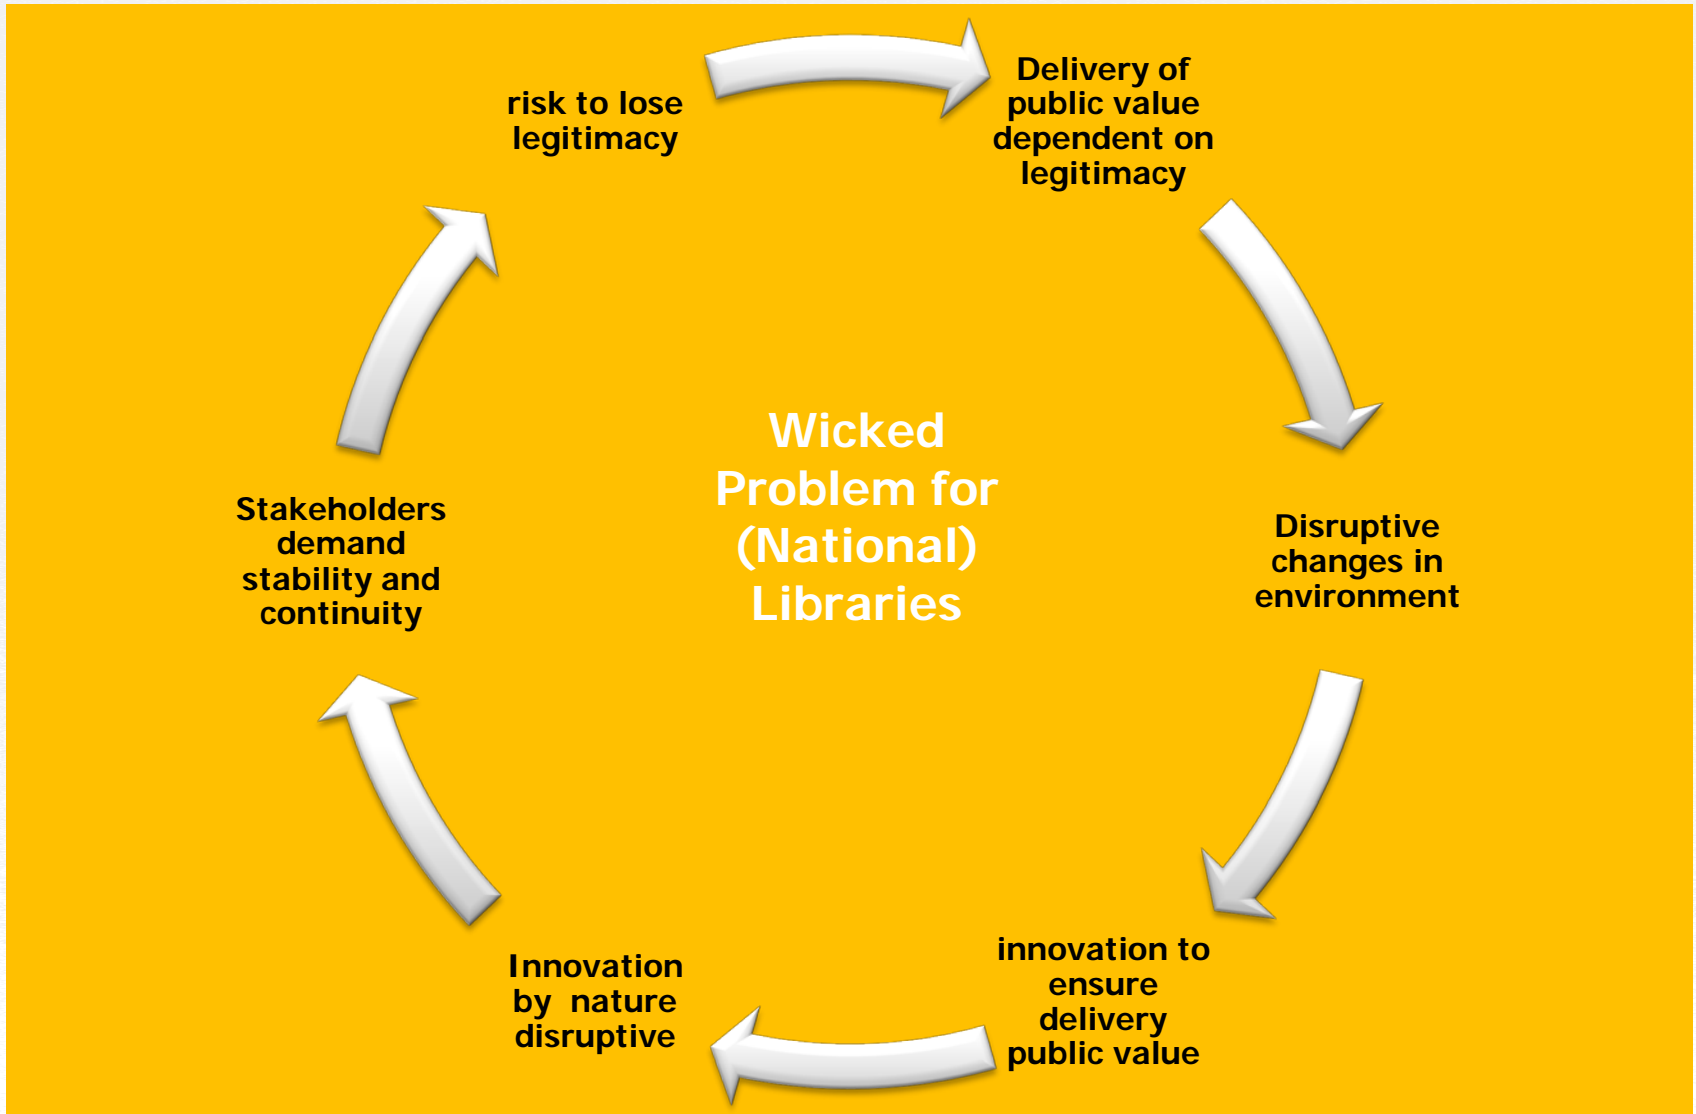 risk to lose
legitimacy
Delivery of
public value
dependent on
legitimacy
Disruptive
changes in
environment
innovation to
ensure
delivery
public value
Innovation
by  nature
disruptive
Stakeholders
demand
stability and
continuity
Wicked
Problem for
(National)
Libraries